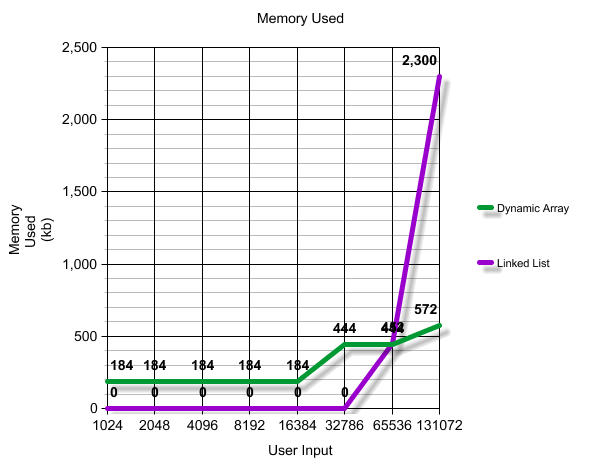 Memory Used
2,500
2,000
1,500
1,000
500
0
Memory
Used
(kb)
2,300
572
444
184 184 184 184 184
0 0 0 0 0 0
1024 2048 4096 8192 16384 32786 65536 131072
User Input
Dynamic Array
Linked List